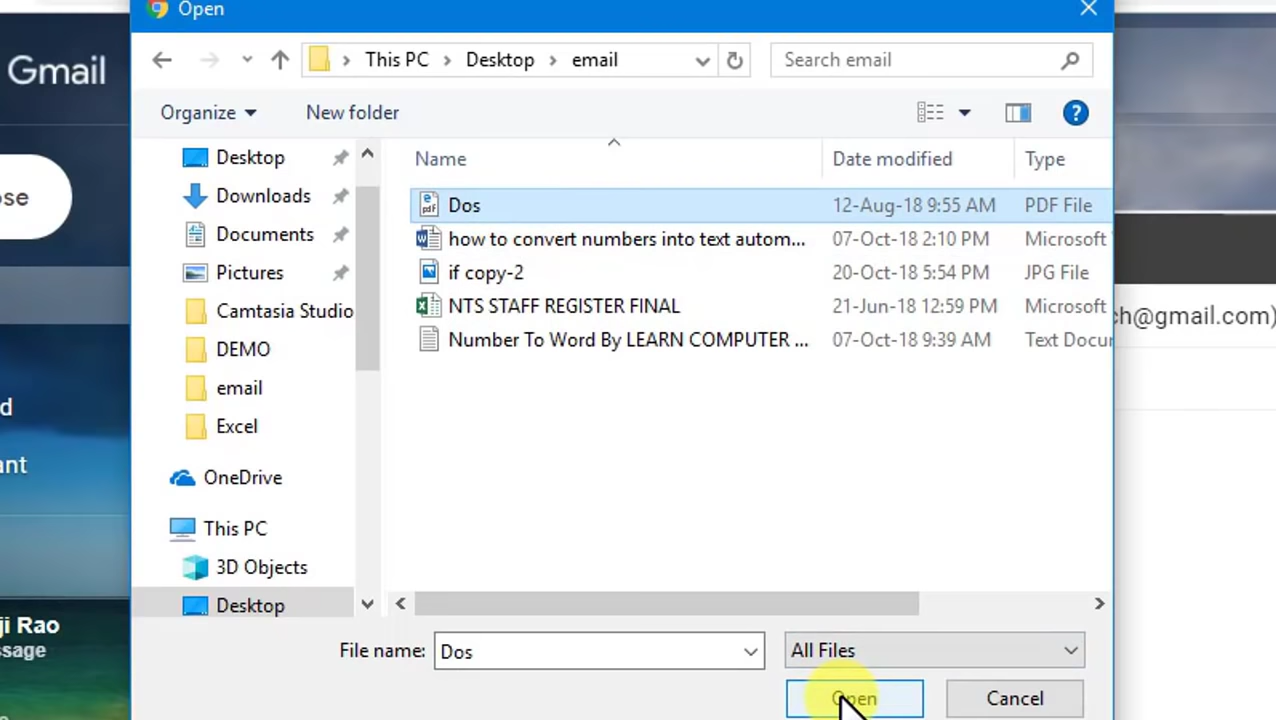 Open
Gmail
This PC
Desktop
email
Search email
Organize
New folder
Name
Date modified
Type
Desktop
Downloads
Documents
Pictures
Camtasia Studio
DEMO
email
Excel
OneDrive
This PC
3D Objects
Desktop
Dos 12-Aug-18 9:55 AM PDF File
how to convert numbers into text autom... 07-Oct-18 2:10 PM Microsoft
if copy-2 20-Oct-18 5:54 PM JPG File
NTS STAFF REGISTER FINAL 21-Jun-18 12:59 PM Microsoft
Number To Word By LEARN COMPUTER ... 07-Oct-18 9:39 AM Text Docu
ose
d
ant
ji Rao
ssage
ch@gmail.com)
File name: Dos
All Files
Open
Cancel